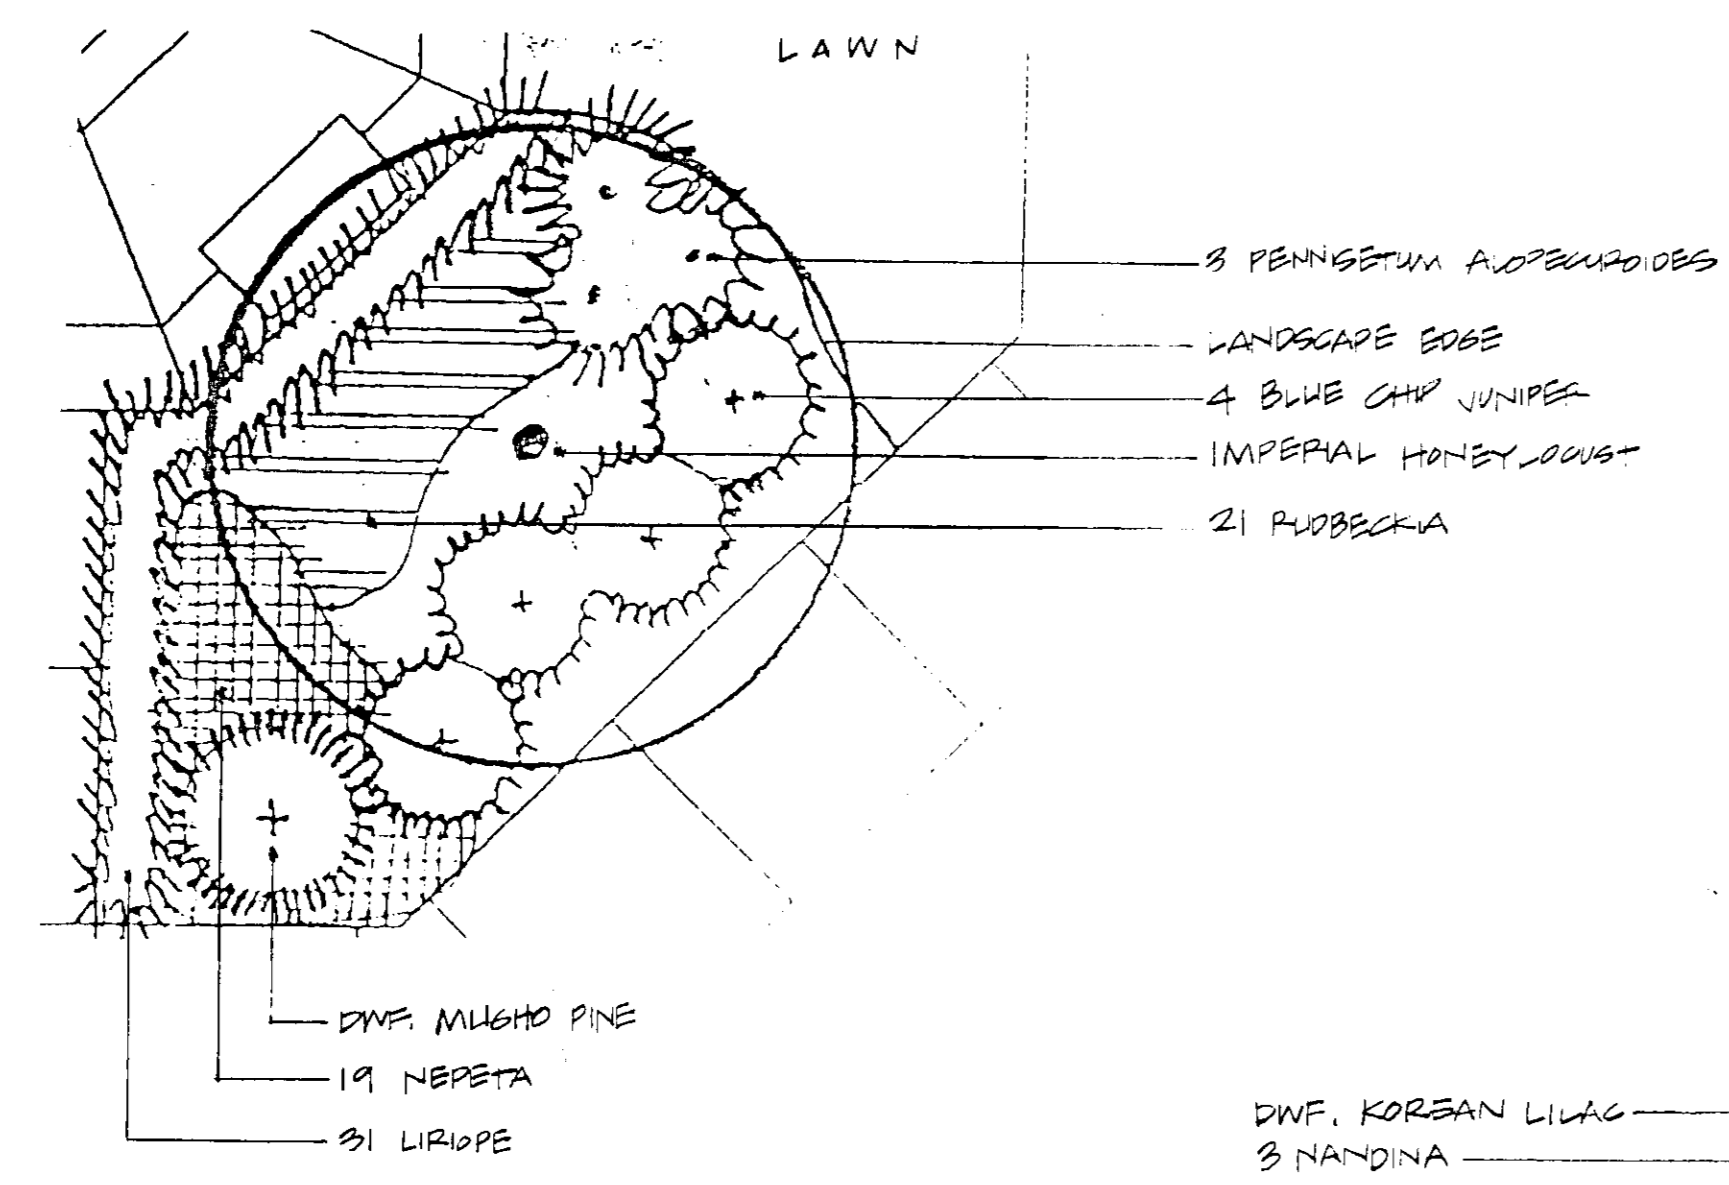 LAWN
3 PENNISETUM ALOPECUROIDES
LANDSCAPE EDGE
4 BLUE CHIP JUNIPER
IMPERIAL HONEYLOCUST
21 RUDBECKIA
DWF. MUGHO PINE
19 NEPETA
31 LIRIOPE
DWF. KOREAN LILAC
3 NANDINA